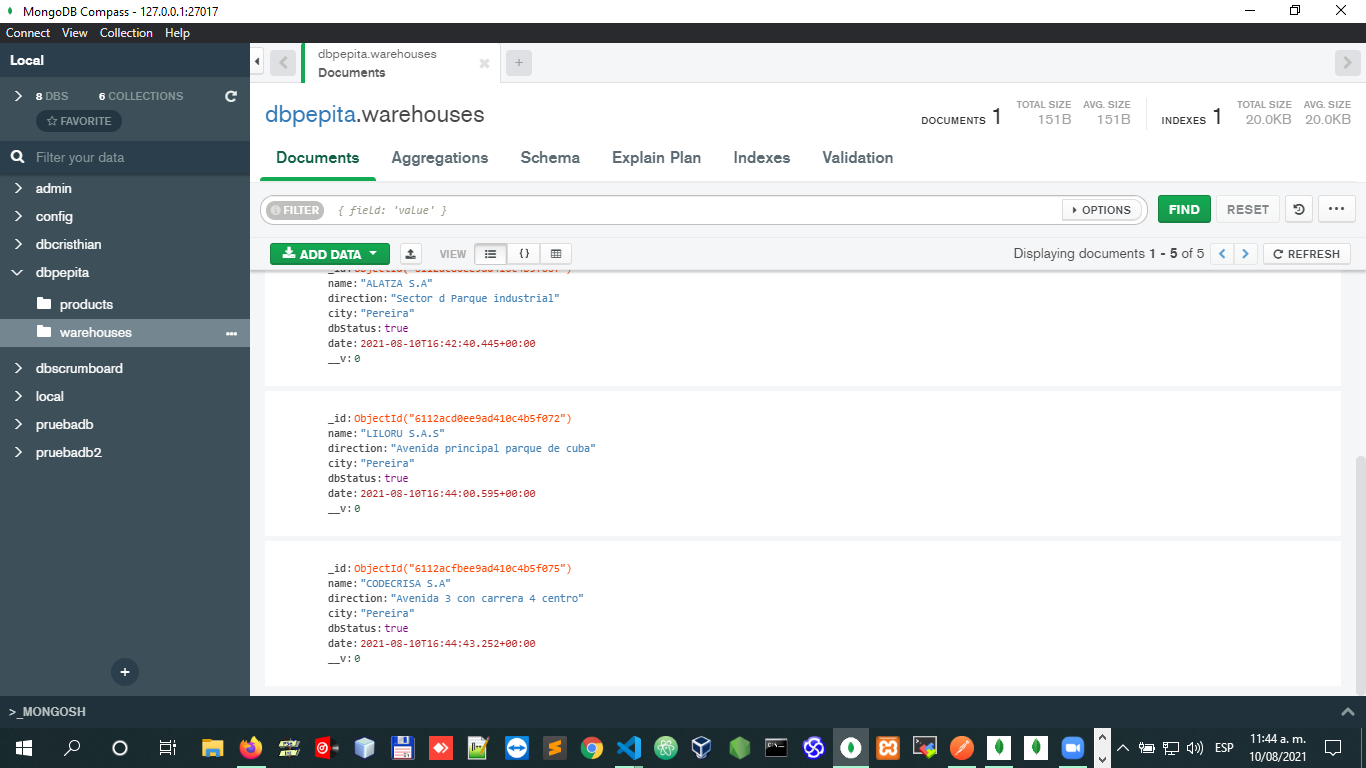 MongoDB Compass - 127.0.0.1:27017
Connect View Collection Help
Local
8 DBS 6 COLLECTIONS
FAVORITE
Filter your data
admin
config
dbcristhian
dbpepita
products
warehouses
dbscrumboard
local
pruebadb
pruebadb2
>_MONGOSH
dbpepita.warehouses
Documents
dbpepita.warehouses
DOCUMENTS 1 TOTAL SIZE 151B AVG. SIZE 151B INDEXES 1 TOTAL SIZE 20.0KB AVG. SIZE 20.0KB
Documents Aggregations Schema Explain Plan Indexes Validation
FILTER { field: 'value' } OPTIONS FIND RESET
ADD DATA VIEW Displaying documents 1 - 5 of 5 REFRESH
name: "ALATZA S.A"
direction: "Sector d Parque industrial"
city: "Pereira"
dbStatus: true
date: 2021-08-10T16:42:40.445+00:00
__v: 0
_id: ObjectId("6112acd0ee9ad410c4b5f072")
name: "LILORU S.A.S"
direction: "Avenida principal parque de cuba"
city: "Pereira"
dbStatus: true
date: 2021-08-10T16:44:00.595+00:00
__v: 0
_id: ObjectId("6112acfbee9ad410c4b5f075")
name: "CODECRISA S.A"
direction: "Avenida 3 con carrera 4 centro"
city: "Pereira"
dbStatus: true
date: 2021-08-10T16:44:43.252+00:00
__v: 0
ESP
11:44 a. m.
10/08/2021